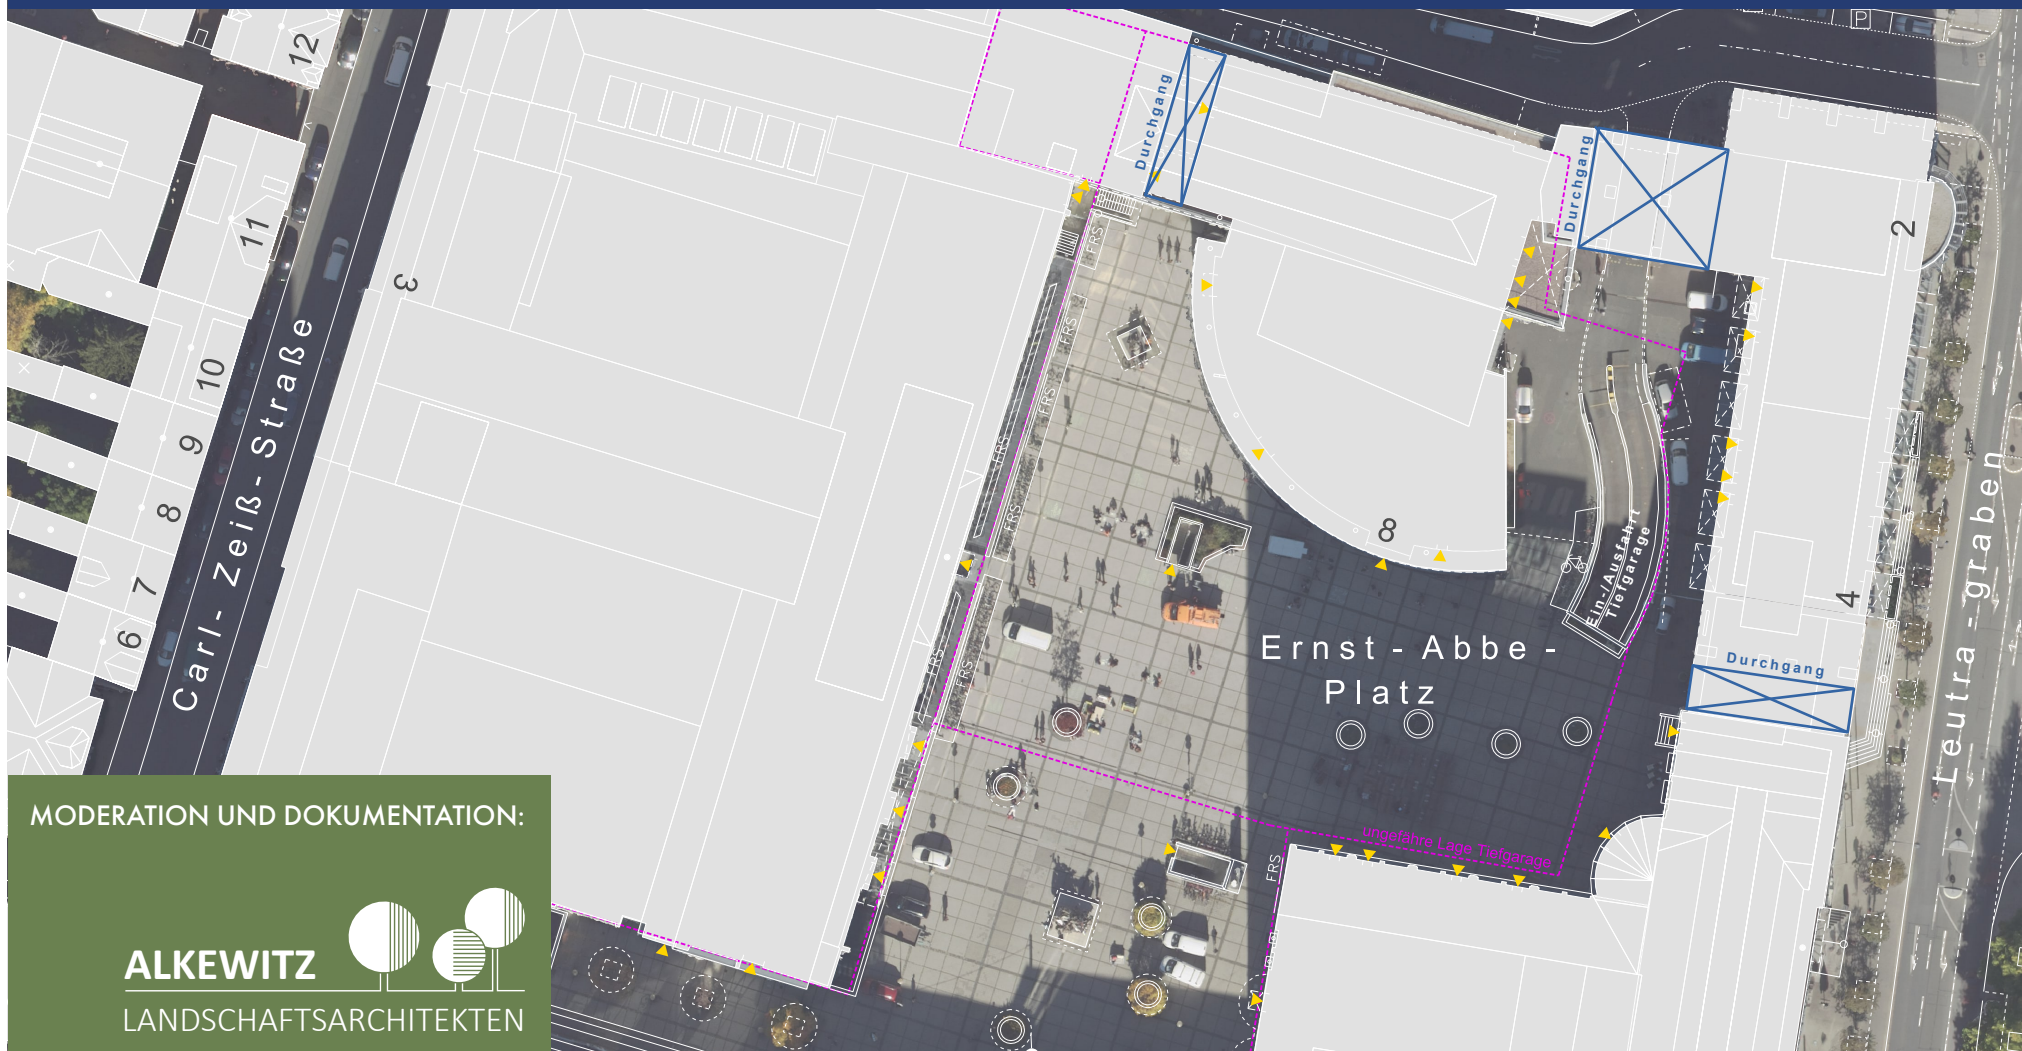 P
12
11
10
9
8
7
6
3
Carl- Zeiß- Straße
Durchgang
Durchgang
2
FRS
FRS
FRS
FRS
FRS
FRS
FRS
8
Ein-/Ausfahrt
Tiefgarage
Ernst - Abbe -
Platz
4
Durchgang
Leutra - graben
ungefähre Lage Tiefgarage
FRS
MODERATION UND DOKUMENTATION:
ALKEWITZ
LANDSCHAFTSARCHITEKTEN